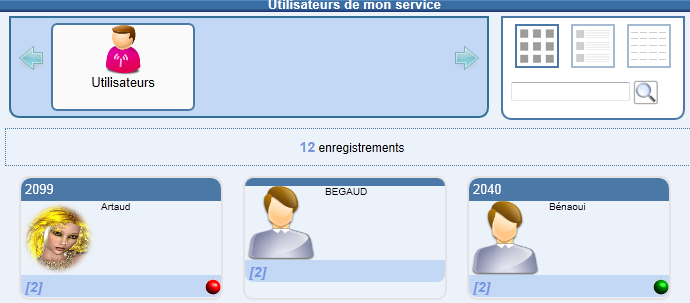 Utilisateurs de mon service
Utilisateurs
12 enregistrements
2099
Artaud
[2]
BEGAUD
[2]
2040
Bénaoui
[2]